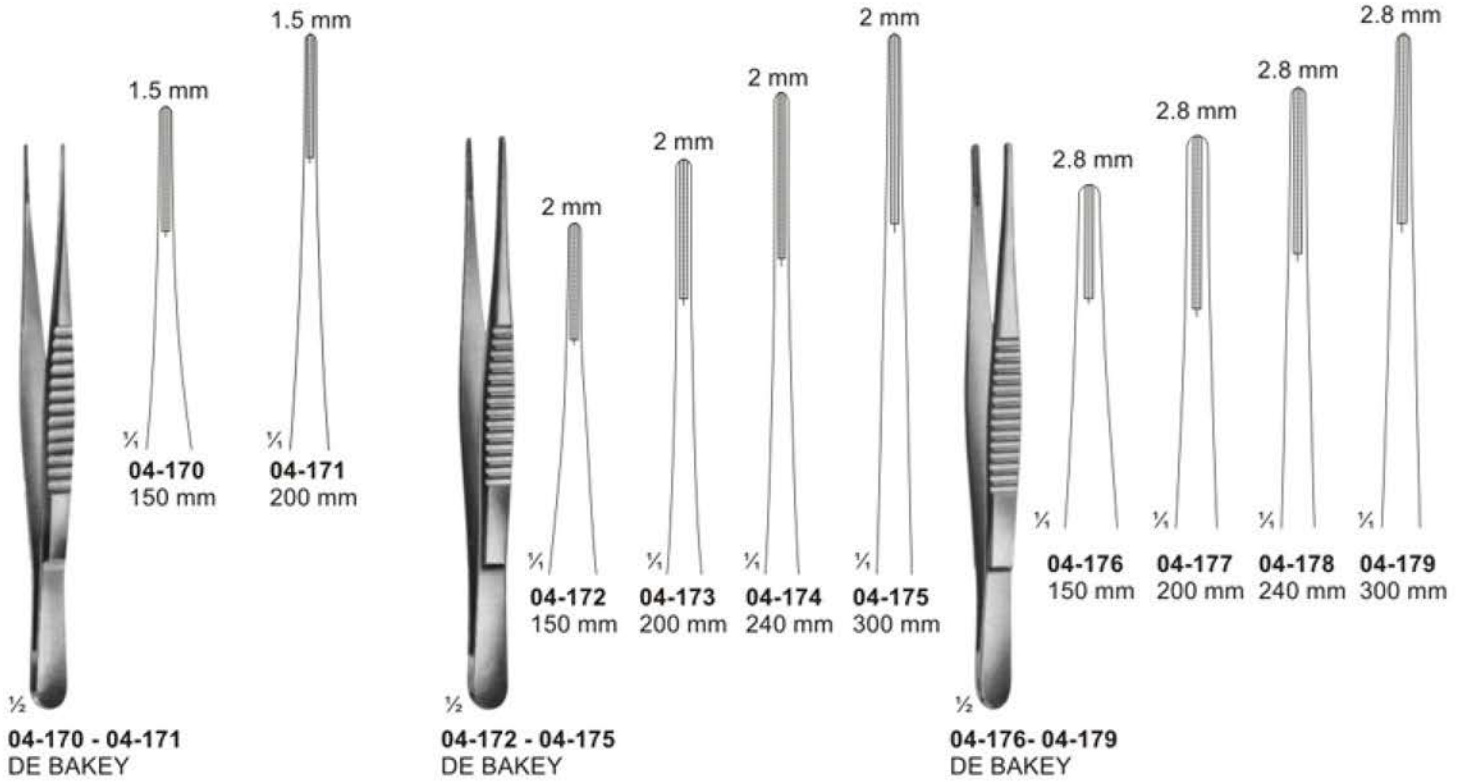 1.5 mm
1.5 mm
¹⁄₁
04-170
150 mm
¹⁄₁
04-171
200 mm
½
04-170 - 04-171
DE BAKEY
2 mm
2 mm
2 mm
2 mm
¹⁄₁
04-172
150 mm
¹⁄₁
04-173
200 mm
¹⁄₁
04-174
240 mm
¹⁄₁
04-175
300 mm
½
04-172 - 04-175
DE BAKEY
2.8 mm
2.8 mm
2.8 mm
2.8 mm
¹⁄₁
04-176
150 mm
¹⁄₁
04-177
200 mm
¹⁄₁
04-178
240 mm
¹⁄₁
04-179
300 mm
½
04-176- 04-179
DE BAKEY